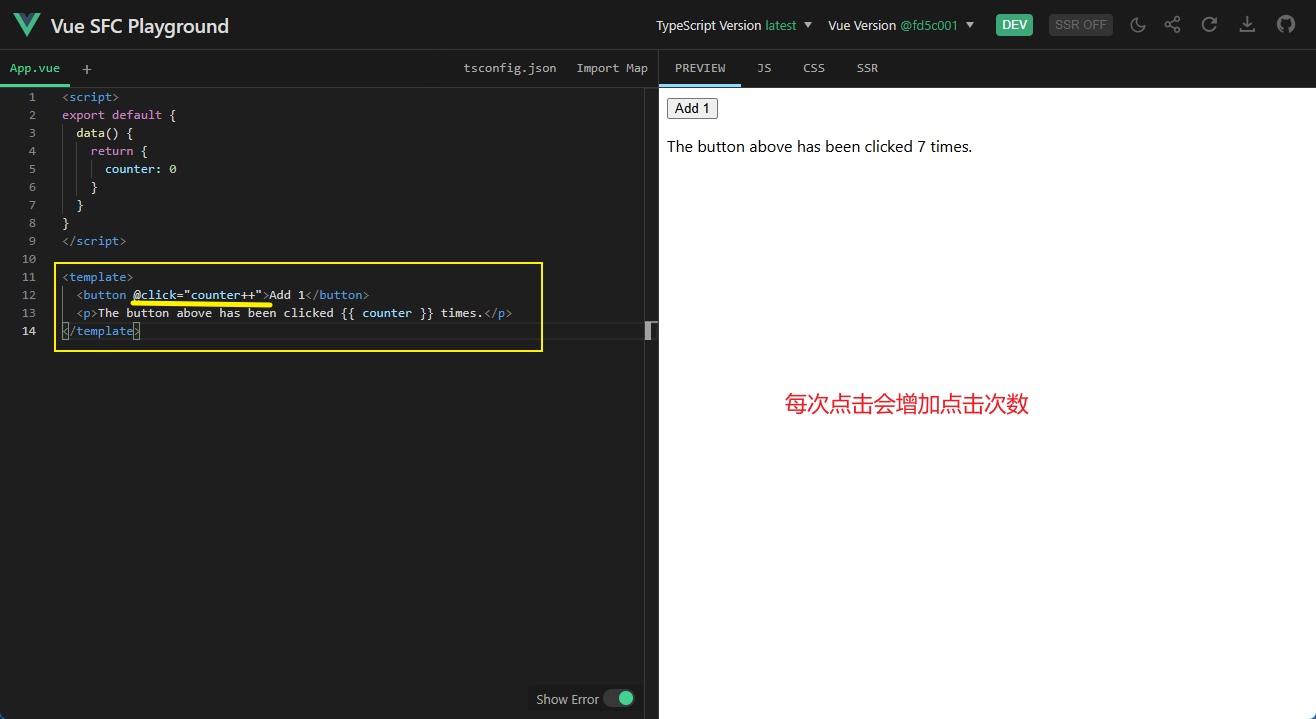 Vue SFC Playground
TypeScript Version latest
Vue Version @fd5c001
DEV
SSR OFF
App.vue +
tsconfig.json
Import Map
PREVIEW
JS
CSS
SSR
1 <script>
2 export default {
3   data() {
4     return {
5       counter: 0
6     }
7   }
8 }
9 </script>
10
11 <template>
12   <button @click="counter++">Add 1</button>
13   <p>The button above has been clicked {{ counter }} times.</p>
14 </template>
Show Error
Add 1
The button above has been clicked 7 times.
每次点击会增加点击次数